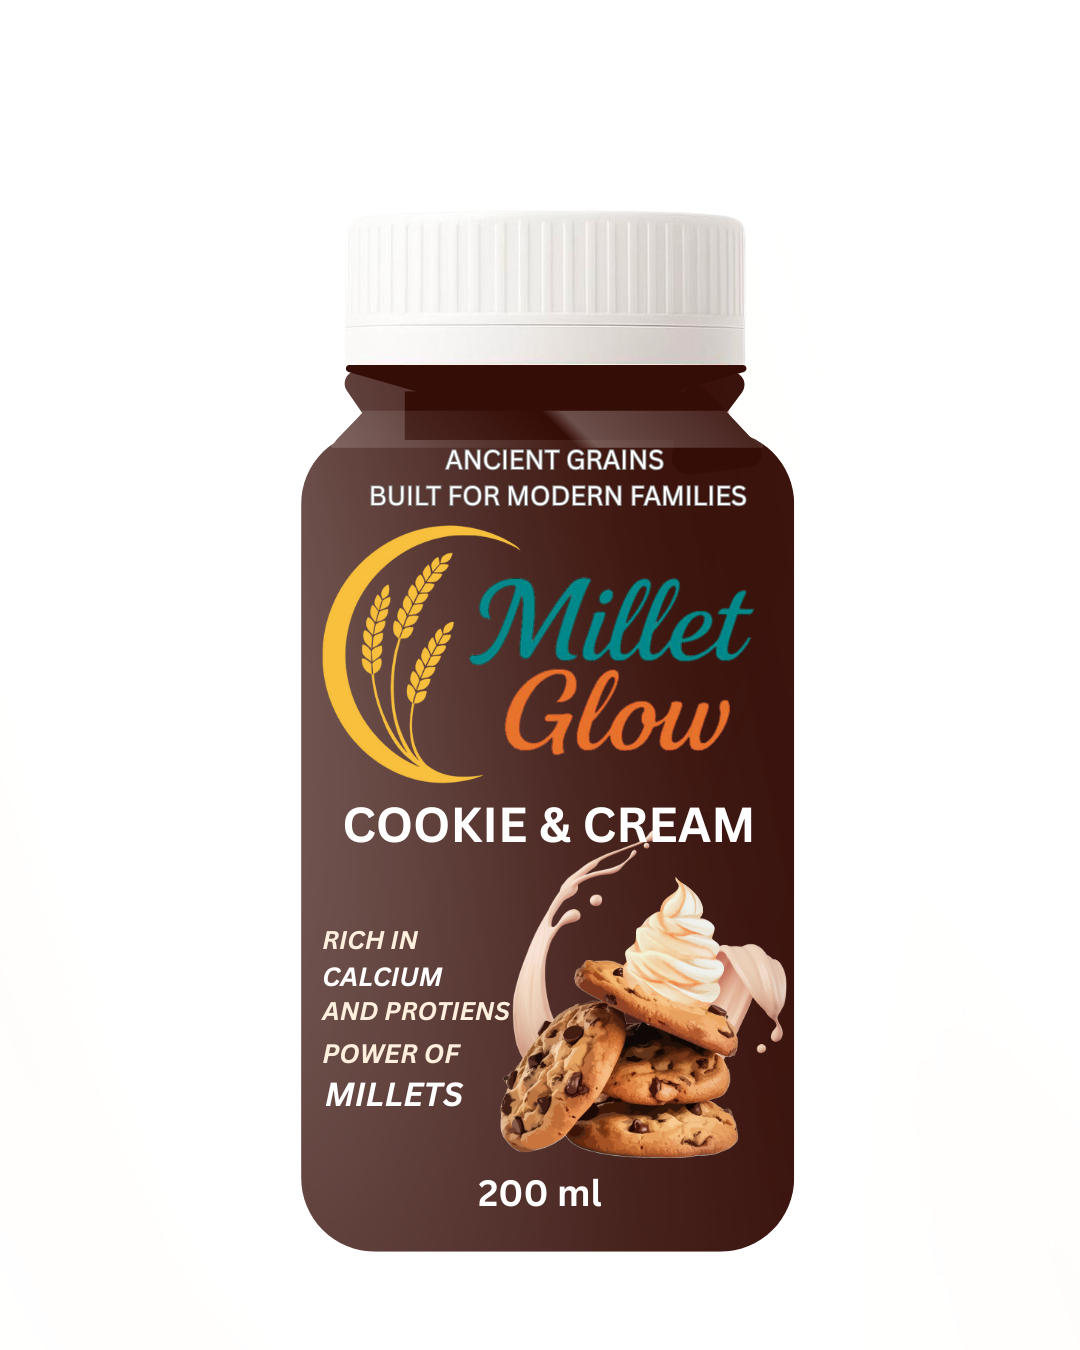 ANCIENT GRAINS
BUILT FOR MODERN FAMILIES
Millet
Glow
COOKIE & CREAM
RICH IN
CALCIUM
AND PROTIENS
POWER OF
MILLETS
200 ml